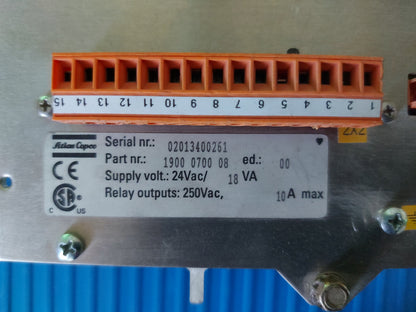 15 14 13 12 11 10 9 8 7 6 5 4 3 2 1
2X7
Atlas Copco
Serial nr.: 02013400261
Part nr.: 1900 0700 08 ed.: 00
Supply volt.: 24Vac/ 18 VA
Relay outputs: 250Vac, 10A max
CE
SA
C US